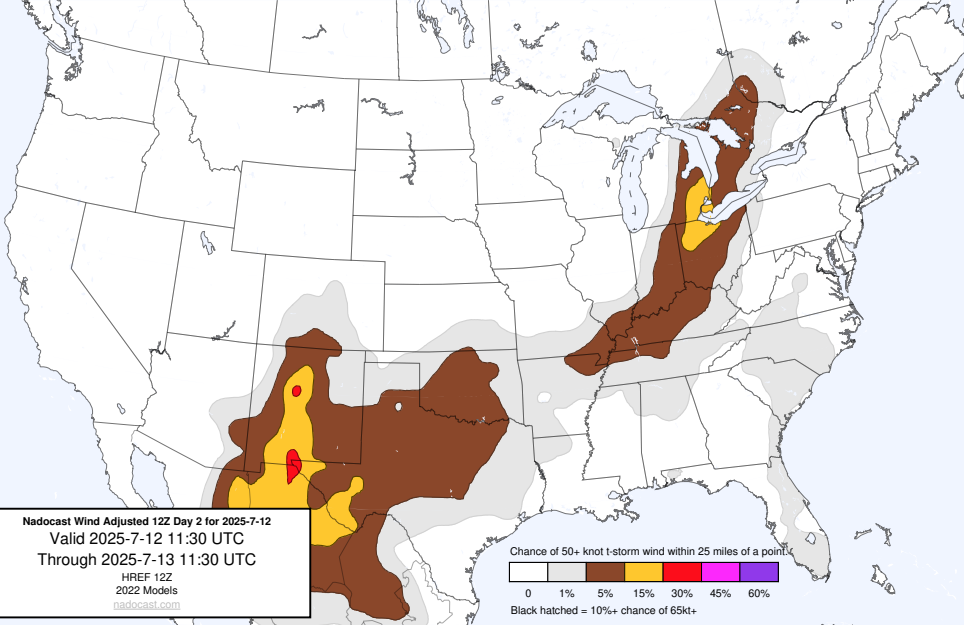 Nadocast Wind Adjusted 12Z Day 2 for 2025-7-12
Valid 2025-7-12 11:30 UTC
Through 2025-7-13 11:30 UTC
HREF 12Z
2022 Models
nadocast.com
Chance of 50+ knot t-storm wind within 25 miles of a point.
0 1% 5% 15% 30% 45% 60%
Black hatched = 10%+ chance of 65kt+